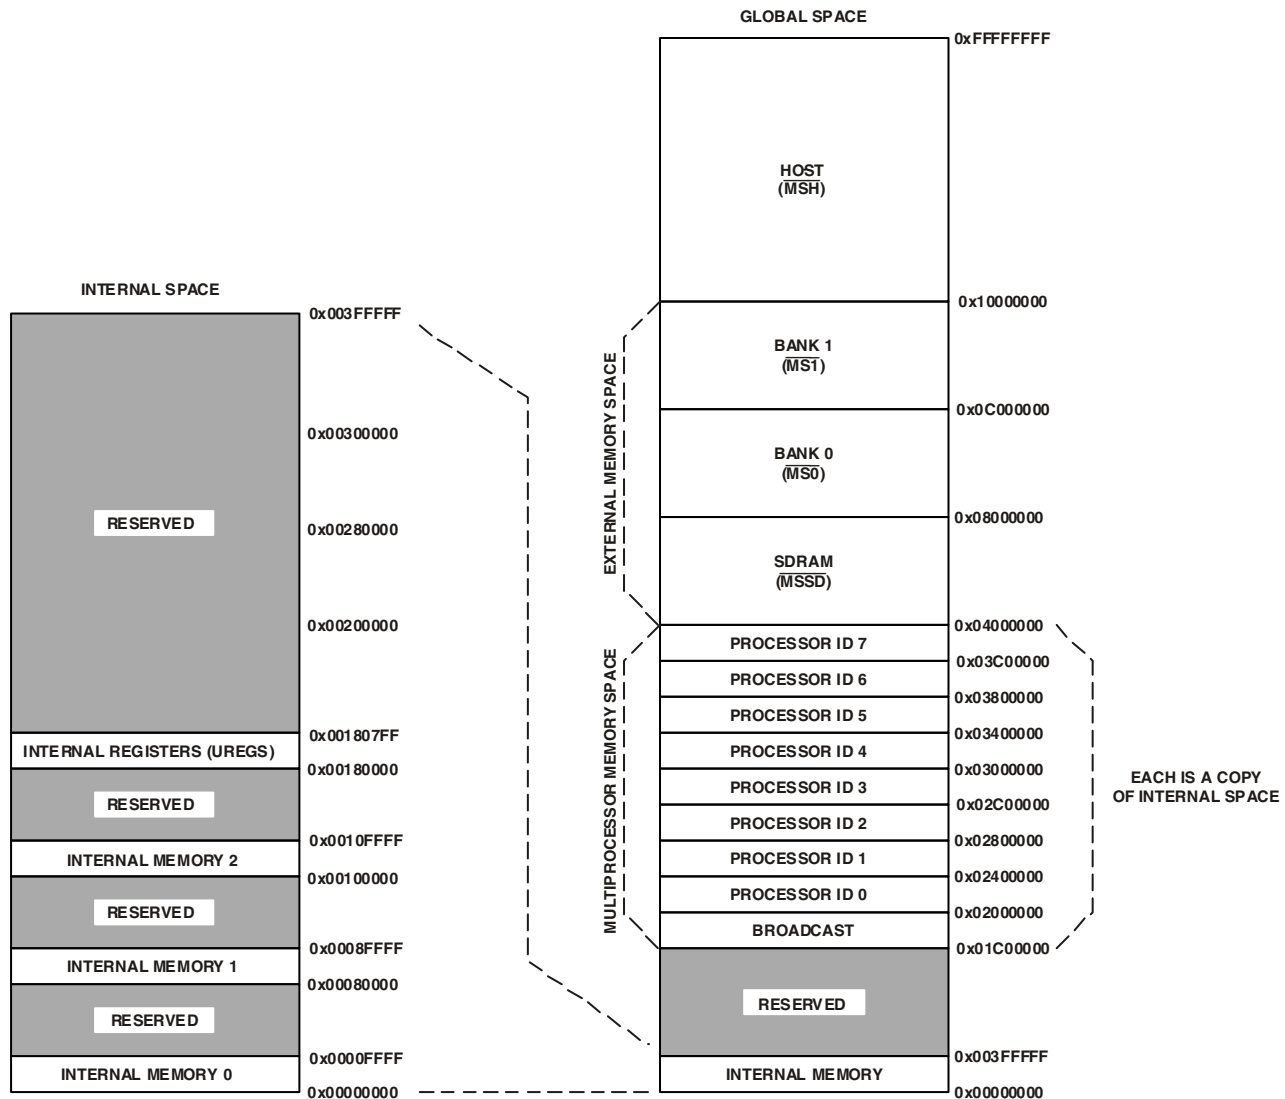 INTERNAL SPACE
0x003FFFFF
0x00300000
RESERVED
0x00280000
0x00200000
0x001807FF
INTERNAL REGISTERS (UREGS)
0x00180000
RESERVED
0x0010FFFF
INTERNAL MEMORY 2
0x00100000
RESERVED
0x0008FFFF
INTERNAL MEMORY 1
0x00080000
RESERVED
0x0000FFFF
INTERNAL MEMORY 0
0x00000000
GLOBAL SPACE
0xFFFFFFFF
HOST
(MSH)
0x10000000
BANK 1
(MS1)
0x0C000000
BANK 0
(MS0)
0x08000000
SDRAM
(MSSD)
0x04000000
EXTERNAL MEMORY SPACE
PROCESSOR ID 7
0x03C00000
PROCESSOR ID 6
0x03800000
PROCESSOR ID 5
0x03400000
PROCESSOR ID 4
0x03000000
PROCESSOR ID 3
0x02C00000
PROCESSOR ID 2
0x02800000
PROCESSOR ID 1
0x02400000
PROCESSOR ID 0
0x02000000
BROADCAST
0x01C00000
MULTIPROCESSOR MEMORY SPACE
RESERVED
0x003FFFFF
INTERNAL MEMORY
0x00000000
EACH IS A COPY
OF INTERNAL SPACE